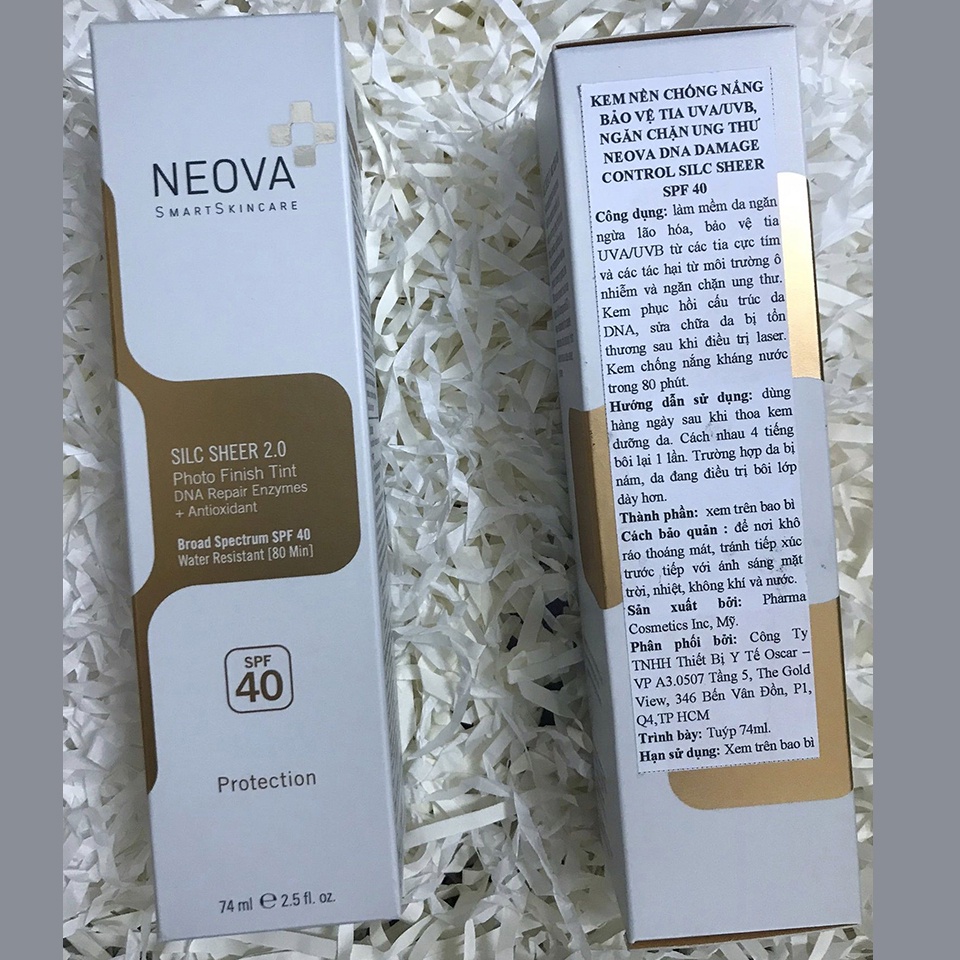 NEOVA
SMARTSKINCARE
SILC SHEER 2.0
Photo Finish Tint
DNA Repair Enzymes
+ Antioxidant
Broad Spectrum SPF 40
Water Resistant [80 Min]
SPF
40
Protection
74 ml e 2.5 fl. oz.
KEM NỀN CHỐNG NẮNG
BẢO VỆ TIA UVA/UVB,
NGĂN CHẶN UNG THƯ
NEOVA DNA DAMAGE
CONTROL SILC SHEER
SPF 40
Công dụng: làm mềm da ngăn
ngừa lão hóa, bảo vệ tia
UVA/UVB từ các tia cực tím
và các tác hại từ môi trường ô
nhiễm và ngăn chặn ung thư.
Kem phục hồi cấu trúc da
DNA, sửa chữa da bị tổn
thương sau khi điều trị laser.
Kem chống nắng kháng nước
trong 80 phút.
Hướng dẫn sử dụng: dùng
hàng ngày sau khi thoa kem
dưỡng da. Cách nhau 4 tiếng
bôi lại 1 lần. Trường hợp da bị
nám, da đang điều trị bôi lớp
dày hơn.
Thành phần: xem trên bao bì
Cách bảo quản : để nơi khô
ráo thoáng mát, tránh tiếp xúc
trước tiếp với ánh sáng mặt
trời, nhiệt, không khí và nước.
Sản xuất bởi: Pharma
Cosmetics Inc, Mỹ.
Phân phối bởi: Công Ty
TNHH Thiết Bị Y Tế Oscar –
VP A3.0507 Tầng 5, The Gold
View, 346 Bến Vân Đồn, P1,
Q4,TP HCM
Trình bày: Tuýp 74ml.
Hạn sử dụng: Xem trên bao bì